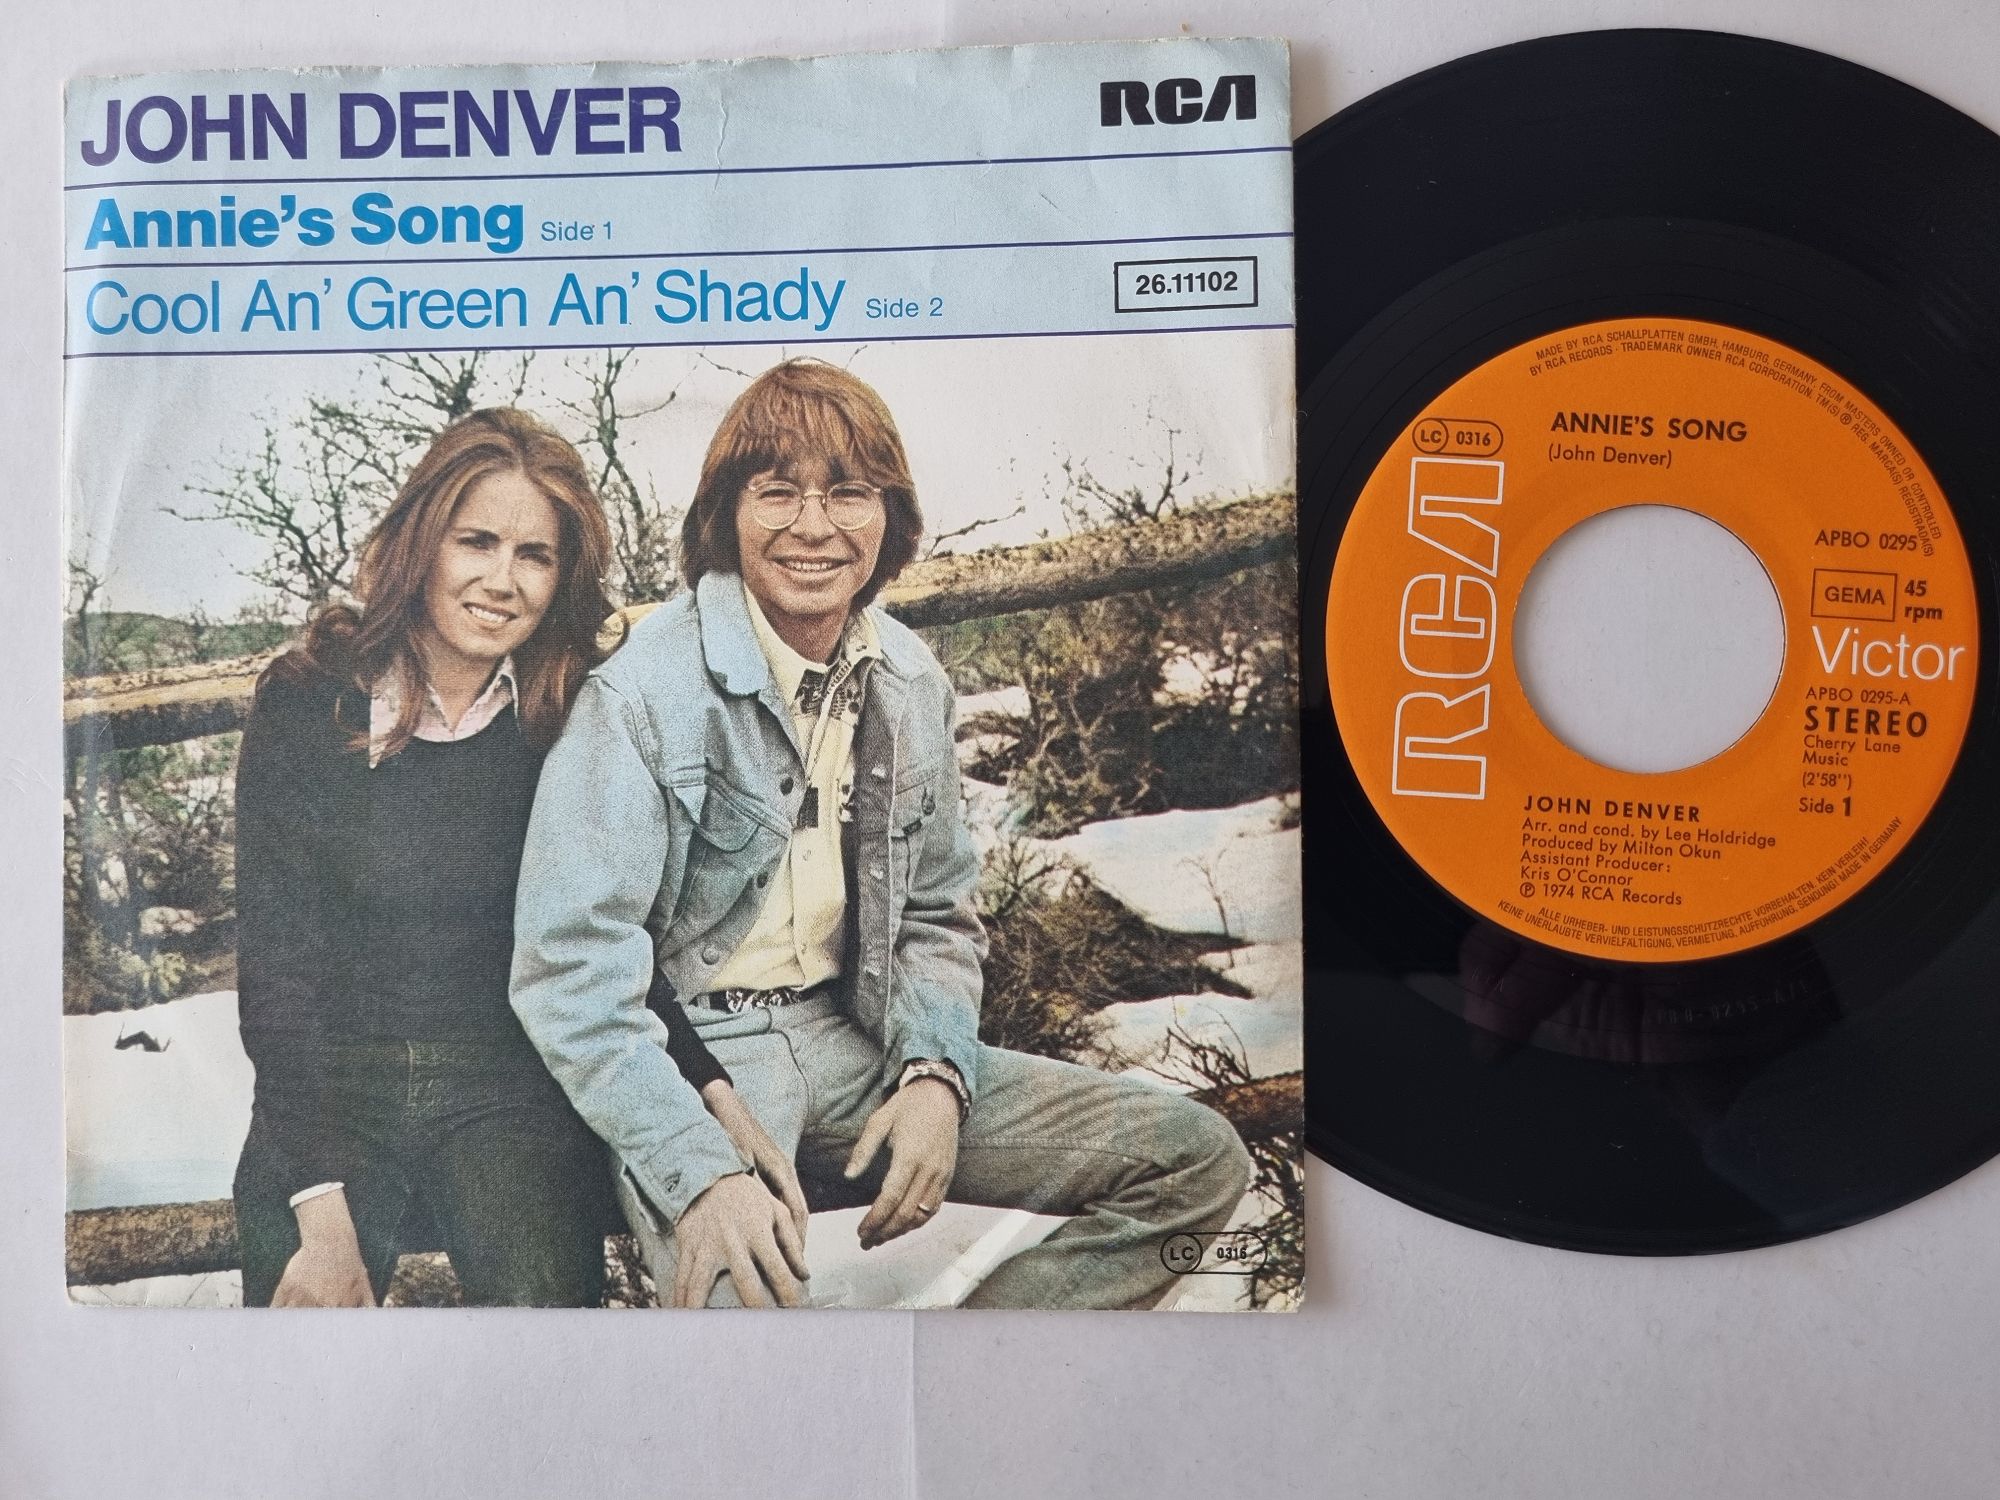 JOHN DENVER
RCA
Annie's Song Side 1
Cool An' Green An' Shady Side 2
26.11102
LC 0316
MADE BY RCA SCHALLPLATTEN GMBH, HAMBURG, GERMANY, FROM MASTERS OWNED OR CONTROLLED
BY RCA RECORDS · TRADEMARK OWNER RCA CORPORATION, TM(S) ® REG. MARCA(S) REGISTRADA(S)
LC 0316
ANNIE'S SONG
(John Denver)
RCA
APBO 0295
GEMA
45
rpm
Victor
APBO 0295-A
STEREO
Cherry Lane
Music
(2'58")
Side 1
JOHN DENVER
Arr. and cond. by Lee Holdridge
Produced by Milton Okun
Assistant Producer:
Kris O'Connor
℗ 1974 RCA Records
ALLE URHEBER- UND LEISTUNGSSCHUTZRECHTE VORBEHALTEN. KEIN VERLEIH!
KEINE UNERLAUBTE VERVIELFÄLTIGUNG, VERMIETUNG, AUFFÜHRUNG, SENDUNG! MADE IN GERMANY